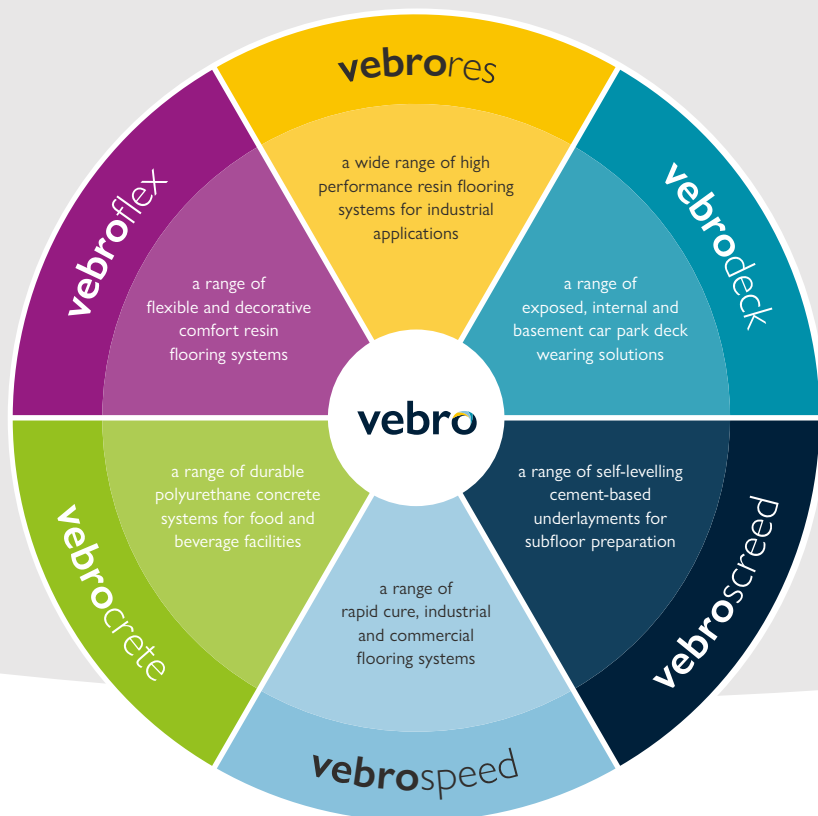 vebrores
a wide range of high
performance resin flooring
systems for industrial
applications
vebrodeck
a range of
exposed, internal and
basement car park deck
wearing solutions
vebroscreed
a range of self-levelling
cement-based
underlayments for
subfloor preparation
vebrospeed
a range of
rapid cure, industrial
and commercial
flooring systems
vebrocrete
a range of durable
polyurethane concrete
systems for food and
beverage facilities
vebroflex
a range of
flexible and decorative
comfort resin
flooring systems
vebro